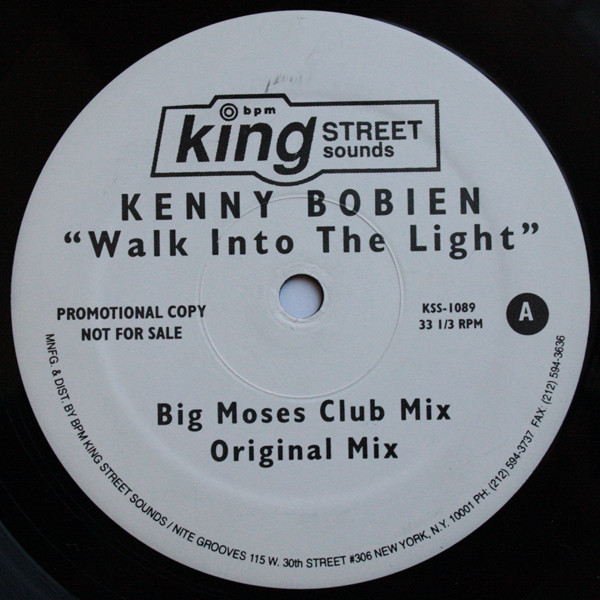 bpm
king STREET
sounds
KENNY BOBIEN
“Walk Into The Light”
PROMOTIONAL COPY
NOT FOR SALE
KSS-1089
33 1/3 RPM
A
Big Moses Club Mix
Original Mix
MNFG. & DIST. BY BPM KING STREET SOUNDS / NITE GROOVES 115 W. 30th STREET #306 NEW YORK, N.Y. 10001 PH: (212) 594-3737 FAX: (212) 594-3636